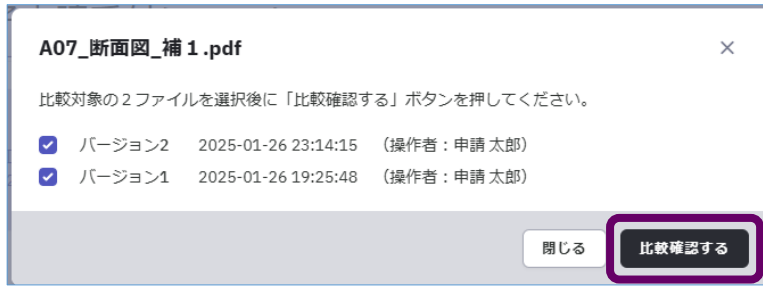 A07_断面図_補１.pdf
比較対象の２ファイルを選択後に「比較確認する」ボタンを押してください。
バージョン2 2025-01-26 23:14:15 （操作者：申請 太郎）
バージョン1 2025-01-26 19:25:48 （操作者：申請 太郎）
閉じる 比較確認する